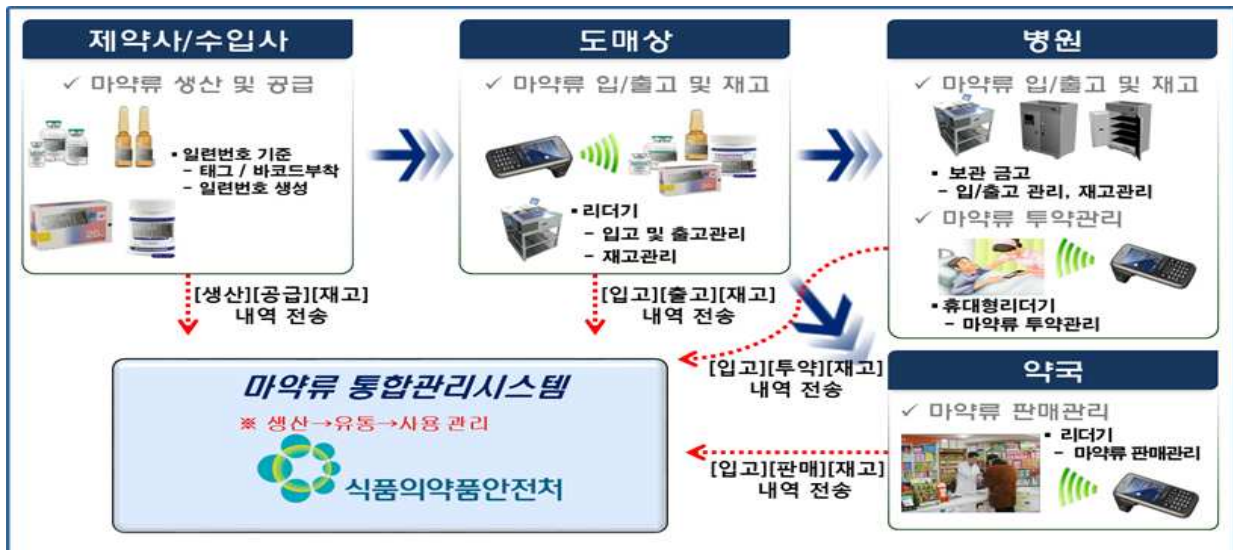 제약사/수입사
✓ 마약류 생산 및 공급
▪ 일련번호 기준
- 태그 / 바코드부착
- 일련번호 생성
도매상
✓ 마약류 입/출고 및 재고
▪ 리더기
- 입고 및 출고관리
- 재고관리
병원
✓ 마약류 입/출고 및 재고
▪ 보관 금고
- 입/출고 관리, 재고관리
✓ 마약류 투약관리
▪ 휴대형리더기
- 마약류 투약관리
[생산][공급][재고]
내역 전송
[입고][출고][재고]
내역 전송
[입고][투약][재고]
내역 전송
약국
✓ 마약류 판매관리
▪ 리더기
- 마약류 판매관리
[입고][판매][재고]
내역 전송
마약류 통합관리시스템
※ 생산→유통→사용 관리
식품의약품안전처